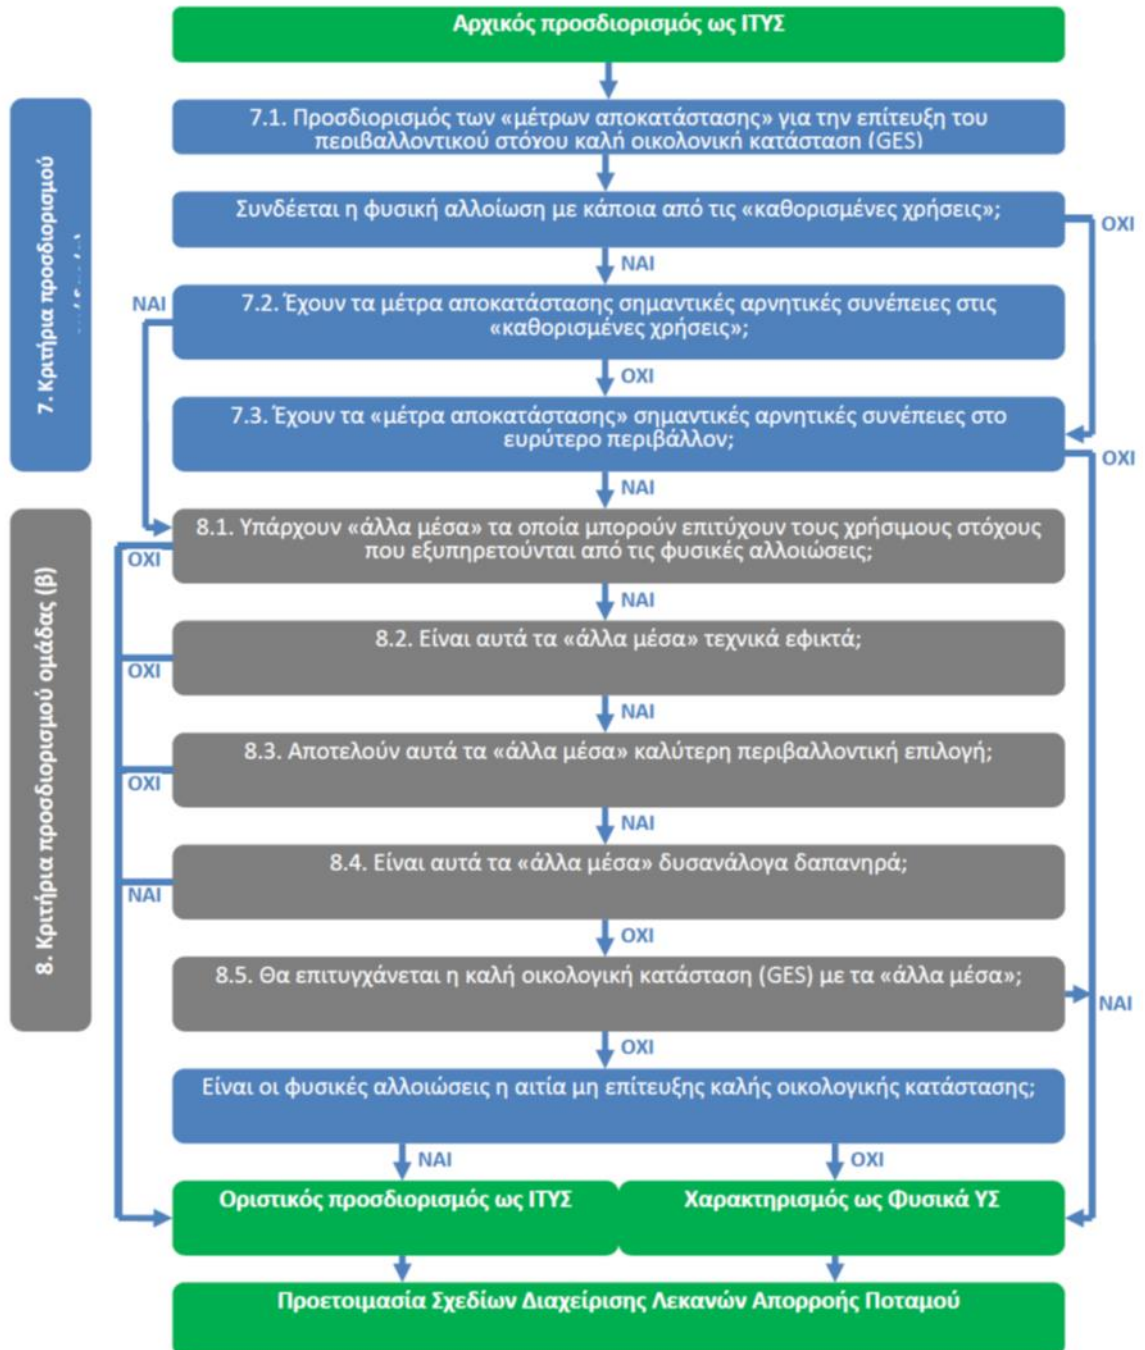 Αρχικός προσδιορισμός ως ΙΤΥΣ
7.1. Προσδιορισμός των «μέτρων αποκατάστασης» για την επίτευξη του
περιβαλλοντικού στόχου καλή οικολογική κατάσταση (GES)
Συνδέεται η φυσική αλλοίωση με κάποια από τις «καθορισμένες χρήσεις»;
ΟΧΙ
ΝΑΙ
7. Κριτήρια προσδιορισμού
ΝΑΙ
7.2. Έχουν τα μέτρα αποκατάστασης σημαντικές αρνητικές συνέπειες στις
«καθορισμένες χρήσεις»;
ΟΧΙ
7.3. Έχουν τα «μέτρα αποκατάστασης» σημαντικές αρνητικές συνέπειες στο
ευρύτερο περιβάλλον;
ΟΧΙ
ΝΑΙ
8. Κριτήρια προσδιορισμού ομάδας (β)
8.1. Υπάρχουν «άλλα μέσα» τα οποία μπορούν επιτύχουν τους χρήσιμους στόχους
που εξυπηρετούνται από τις φυσικές αλλοιώσεις;
ΟΧΙ
ΝΑΙ
8.2. Είναι αυτά τα «άλλα μέσα» τεχνικά εφικτά;
ΟΧΙ
ΝΑΙ
8.3. Αποτελούν αυτά τα «άλλα μέσα» καλύτερη περιβαλλοντική επιλογή;
ΟΧΙ
ΝΑΙ
8.4. Είναι αυτά τα «άλλα μέσα» δυσανάλογα δαπανηρά;
ΝΑΙ
ΟΧΙ
8.5. Θα επιτυγχάνεται η καλή οικολογική κατάσταση (GES) με τα «άλλα μέσα»;
ΝΑΙ
ΟΧΙ
Είναι οι φυσικές αλλοιώσεις η αιτία μη επίτευξης καλής οικολογικής κατάστασης;
ΝΑΙ
ΟΧΙ
Οριστικός προσδιορισμός ως ΙΤΥΣ
Χαρακτηρισμός ως Φυσικά ΥΣ
Προετοιμασία Σχεδίων Διαχείρισης Λεκανών Απορροής Ποταμού